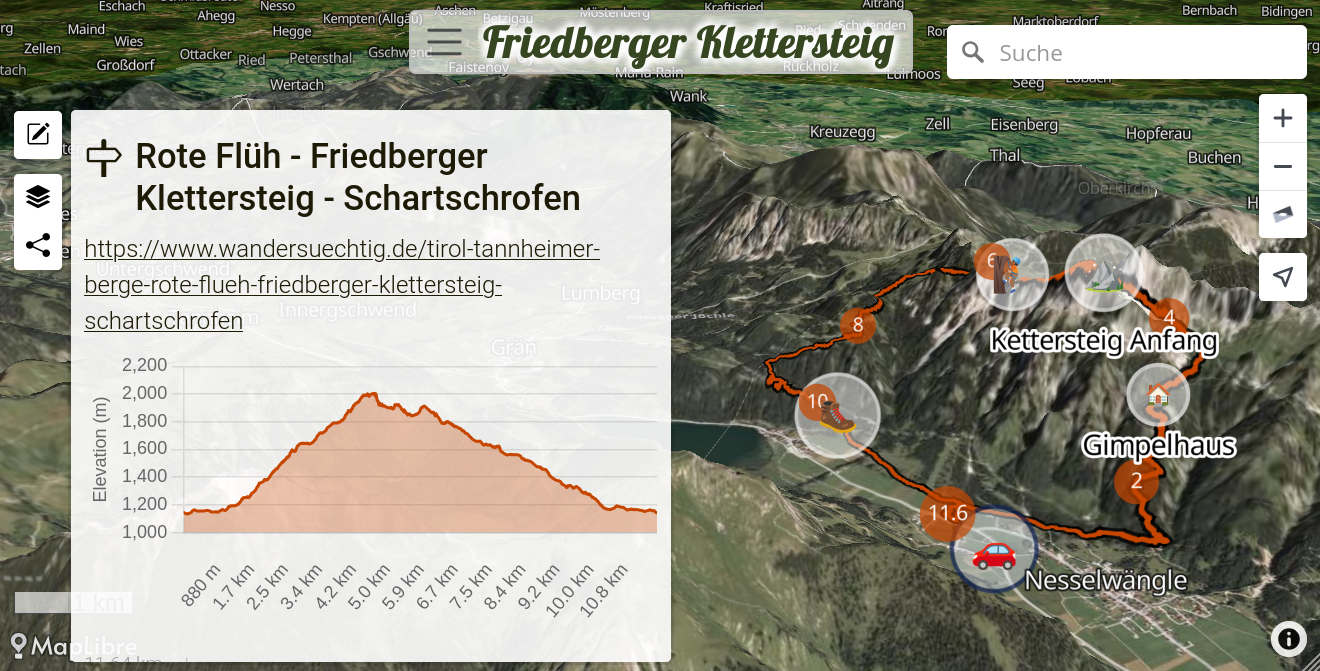 Eschach
Nesso
Kempten (Allgäu)
Aschen
Betzigau
Möstenberg
Kraftisried
Altrang
Bernbach
Bidingen
Ahegg
Maind
Hegge
Schwenden
Marktoberdorf
Friedberger Klettersteig
Zellen
Wies
Ottacker
Ried
Petersthal
Gschwend
Faistenoy
Maria Rain
Rückholz
Suche
Großdorf
Wertach
Wank
Seeg
Lobach
Kreuzegg
Zell
Eisenberg
Hopferau
Thal
Buchen
Oberkirch
Rote Flüh - Friedberger
Klettersteig - Schartschrofen
https://www.wandersuechtig.de/tirol-tannheimer-
berge-rote-flueh-friedberger-klettersteig-
schartschrofen
Untergschwend
Innergschwend
Lumberg
Grän
2,200
2,000
1,800
1,600
1,400
1,200
1,000
Elevation (m)
880 m
1.7 km
2.5 km
3.4 km
4.2 km
5.0 km
5.9 km
6.7 km
7.5 km
8.4 km
9.2 km
10.0 km
10.8 km
6
4
8
Kettersteig Anfang
10
Gimpelhaus
2
11.6
Nesselwängle
1 km
MapLibre
11.64 km